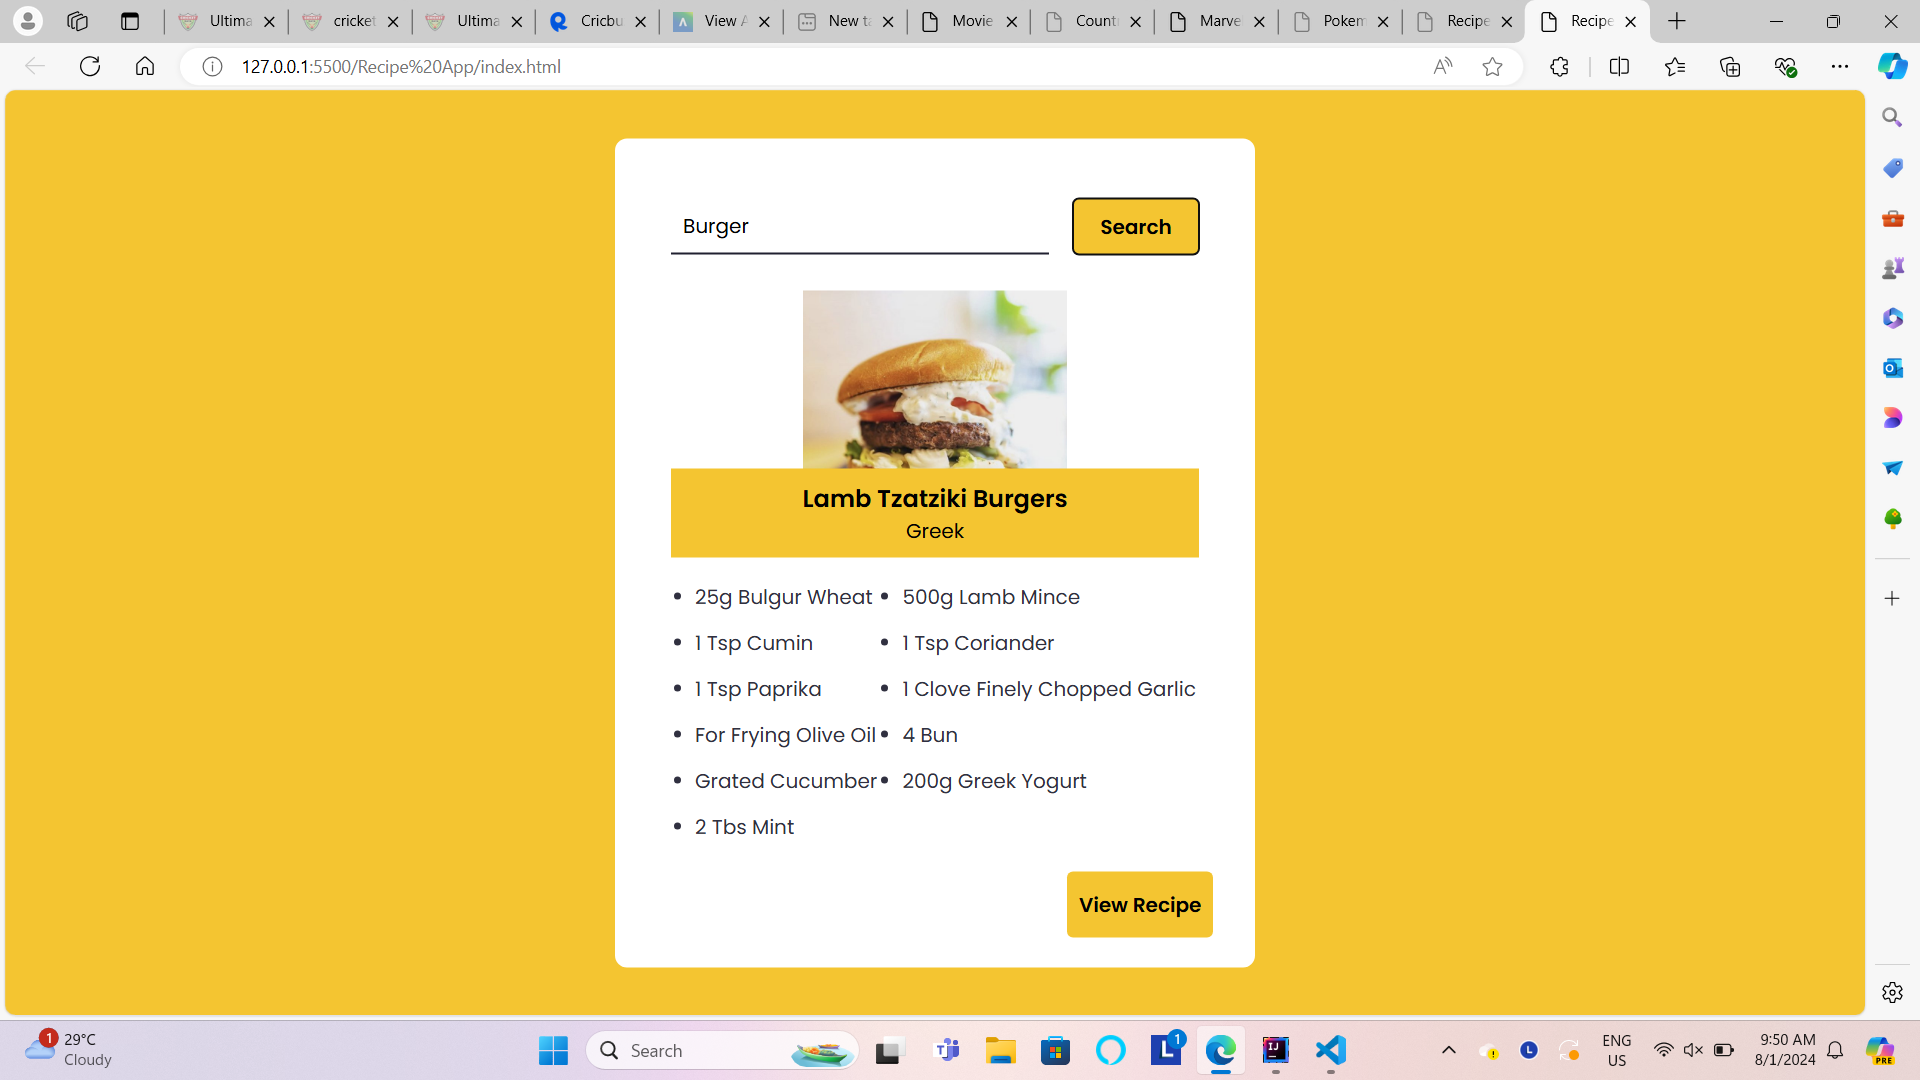 Ultima
cricket
Ultima
Cricbu
View A
New ta
Movie
Count
Marve
Pokem
Recipe
Recipe
127.0.0.1:5500/Recipe%20App/index.html
Burger
Search
Lamb Tzatziki Burgers
Greek
25g Bulgur Wheat
500g Lamb Mince
1 Tsp Cumin
1 Tsp Coriander
1 Tsp Paprika
1 Clove Finely Chopped Garlic
For Frying Olive Oil
4 Bun
Grated Cucumber
200g Greek Yogurt
2 Tbs Mint
View Recipe
1
29°C
Cloudy
Search
1
L
ENG
US
9:50 AM
8/1/2024
PRE